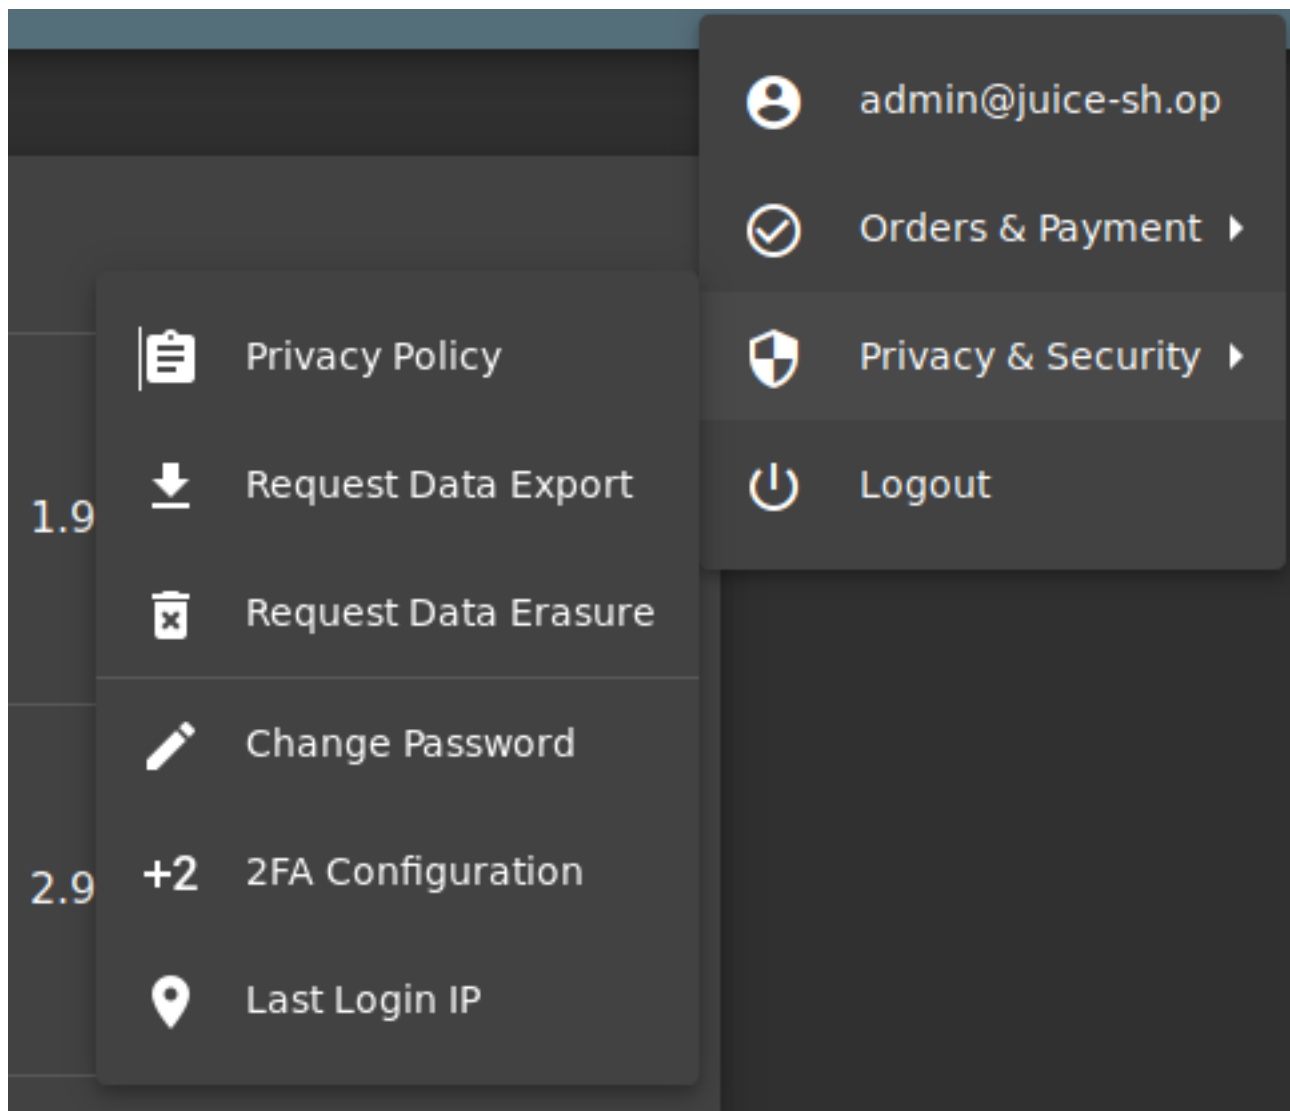 admin@juice-sh.op
Orders & Payment
Privacy & Security
Logout
Privacy Policy
Request Data Export
Request Data Erasure
Change Password
+2 2FA Configuration
Last Login IP
1.9
2.9